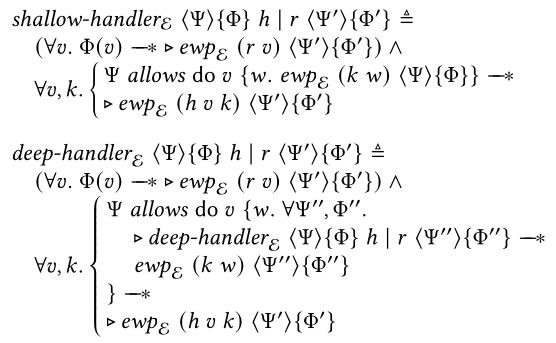 shallow-handler_ℰ ⟨Ψ⟩{Φ} h | r ⟨Ψ′⟩{Φ′} ≜
(∀v. Φ(v) −∗ ▹ ewp_ℰ (r v) ⟨Ψ′⟩{Φ′}) ∧
∀v, k. { Ψ allows do v {w. ewp_ℰ (k w) ⟨Ψ⟩{Φ}} −∗
▹ ewp_ℰ (h v k) ⟨Ψ′⟩{Φ′}
deep-handler_ℰ ⟨Ψ⟩{Φ} h | r ⟨Ψ′⟩{Φ′} ≜
(∀v. Φ(v) −∗ ▹ ewp_ℰ (r v) ⟨Ψ′⟩{Φ′}) ∧
∀v, k. { Ψ allows do v {w. ∀Ψ′′, Φ′′.
▹ deep-handler_ℰ ⟨Ψ⟩{Φ} h | r ⟨Ψ′′⟩{Φ′′} −∗
ewp_ℰ (k w) ⟨Ψ′′⟩{Φ′′}
} −∗
▹ ewp_ℰ (h v k) ⟨Ψ′⟩{Φ′}